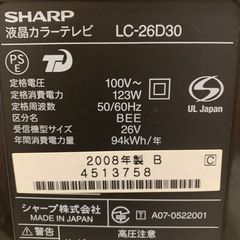 SHARP
液晶カラーテレビ LC-26D30
PS
E
定格電圧 100V~
定格消費電力 123W
定格周波数 50/60Hz
区分 BEE
受信機型サイズ 26V
年間消費電力量 94kWh/年
UL Japan
2008年製 B
4513758
C
シャープ株式会社
MADE IN JAPAN
T A07-0522001
警告
高圧注意